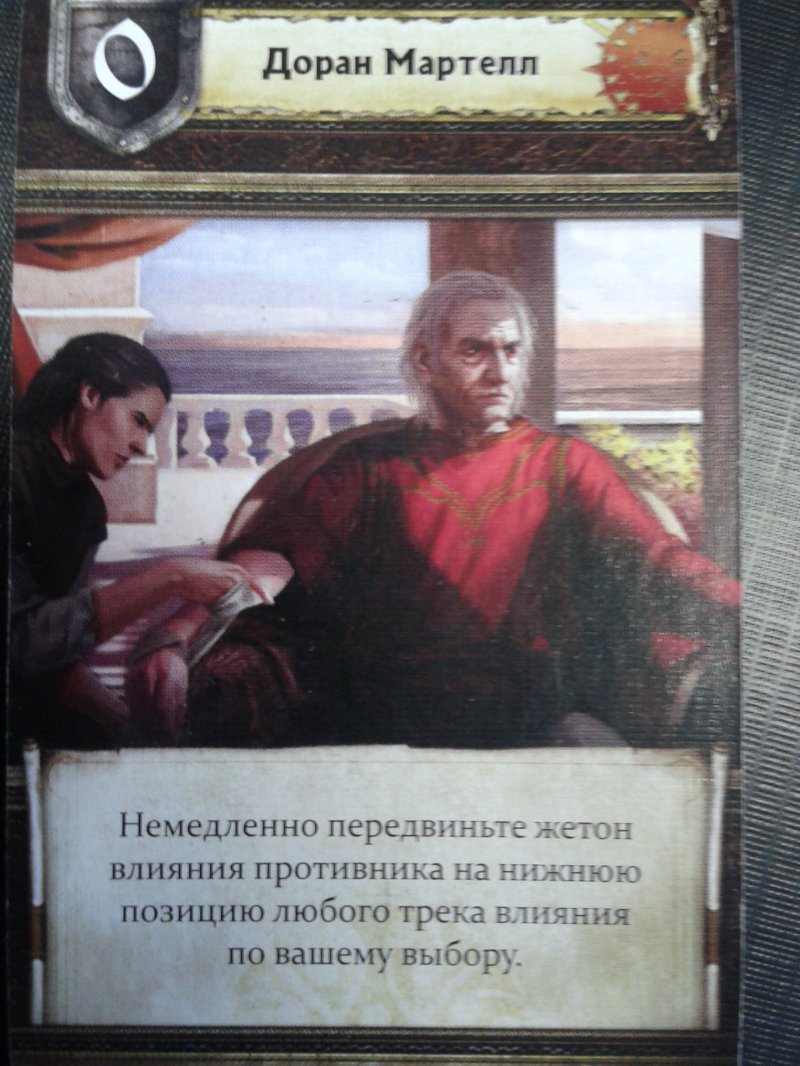 0
Доран Мартелл
Немедленно передвиньте жетон
влияния противника на нижнюю
позицию любого трека влияния
по вашему выбору.